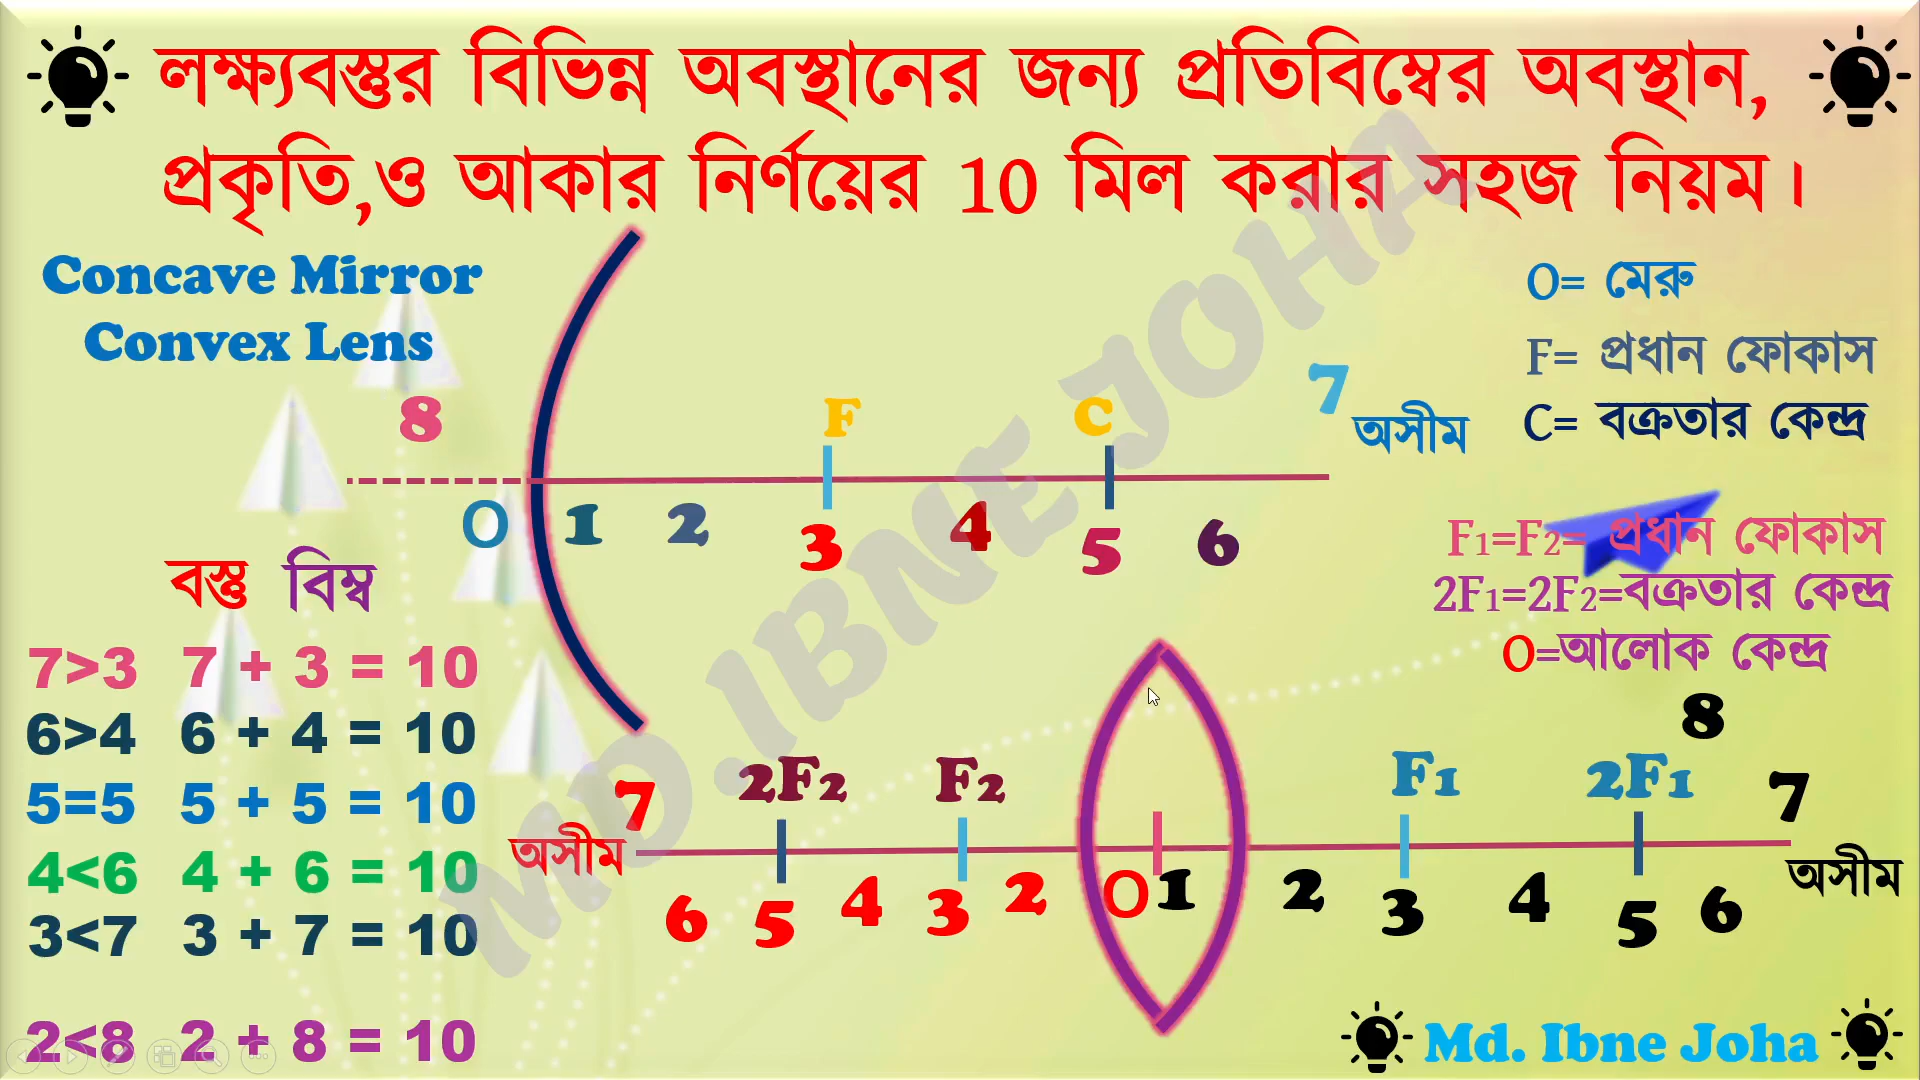 লক্ষ্যবস্তুর বিভিন্ন অবস্থানের জন্য প্রতিবিম্বের অবস্থান,
প্রকৃতি,ও আকার নির্ণয়ের 10 মিল করার সহজ নিয়ম।
Concave Mirror
Convex Lens
O= মেরু
F= প্রধান ফোকাস
C= বক্রতার কেন্দ্র
8
F
C
7
অসীম
O 1 2 3 4 5 6
F₁=F₂= প্রধান ফোকাস
2F₁=2F₂=বক্রতার কেন্দ্র
O=আলোক কেন্দ্র
বস্তু বিম্ব
7>3 7 + 3 = 10
6>4 6 + 4 = 10
5=5 5 + 5 = 10
4<6 4 + 6 = 10
3<7 3 + 7 = 10
2<8 2 + 8 = 10
8
7 2F₂ F₂ F₁ 2F₁ 7
অসীম অসীম
6 5 4 3 2 O 1 2 3 4 5 6
MD.IBNE JOHA
Md. Ibne Joha